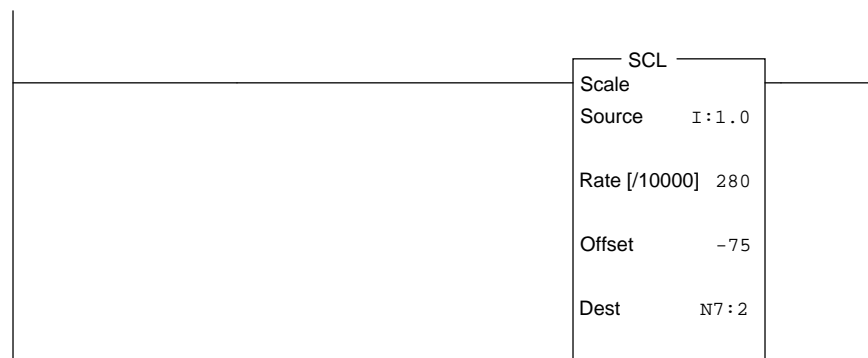 SCL
Scale
Source I:1.0
Rate [/10000] 280
Offset -75
Dest N7:2